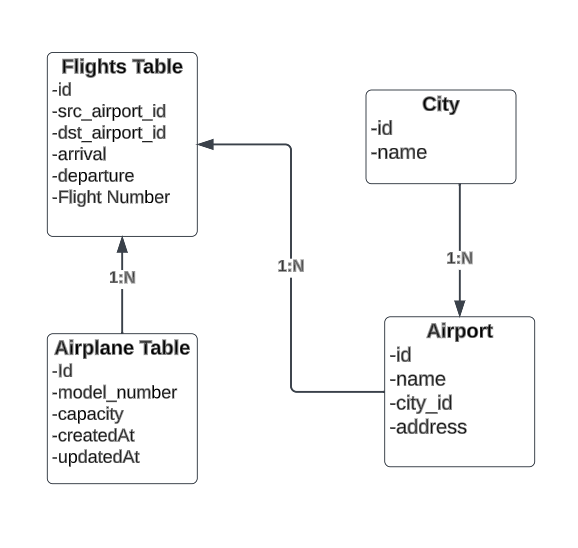 Flights Table
-id
-src_airport_id
-dst_airport_id
-arrival
-departure
-Flight Number
City
-id
-name
1:N
1:N
1:N
Airplane Table
-Id
-model_number
-capacity
-createdAt
-updatedAt
Airport
-id
-name
-city_id
-address